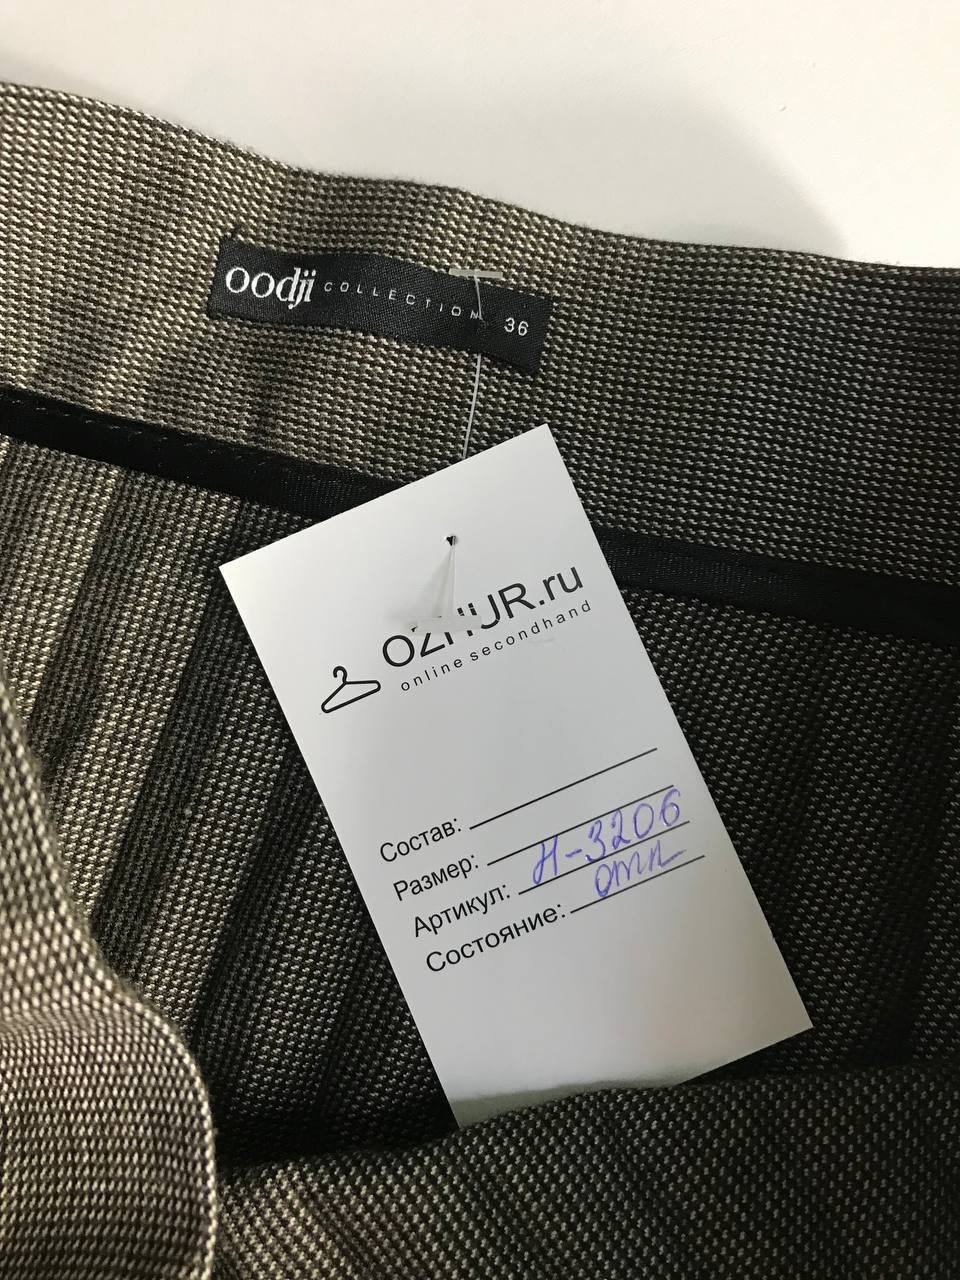 oodji COLLECTION 36
OZHUR.ru
online secondhand
Состав:
Размер:
Артикул: Н-3206
Состояние: отл